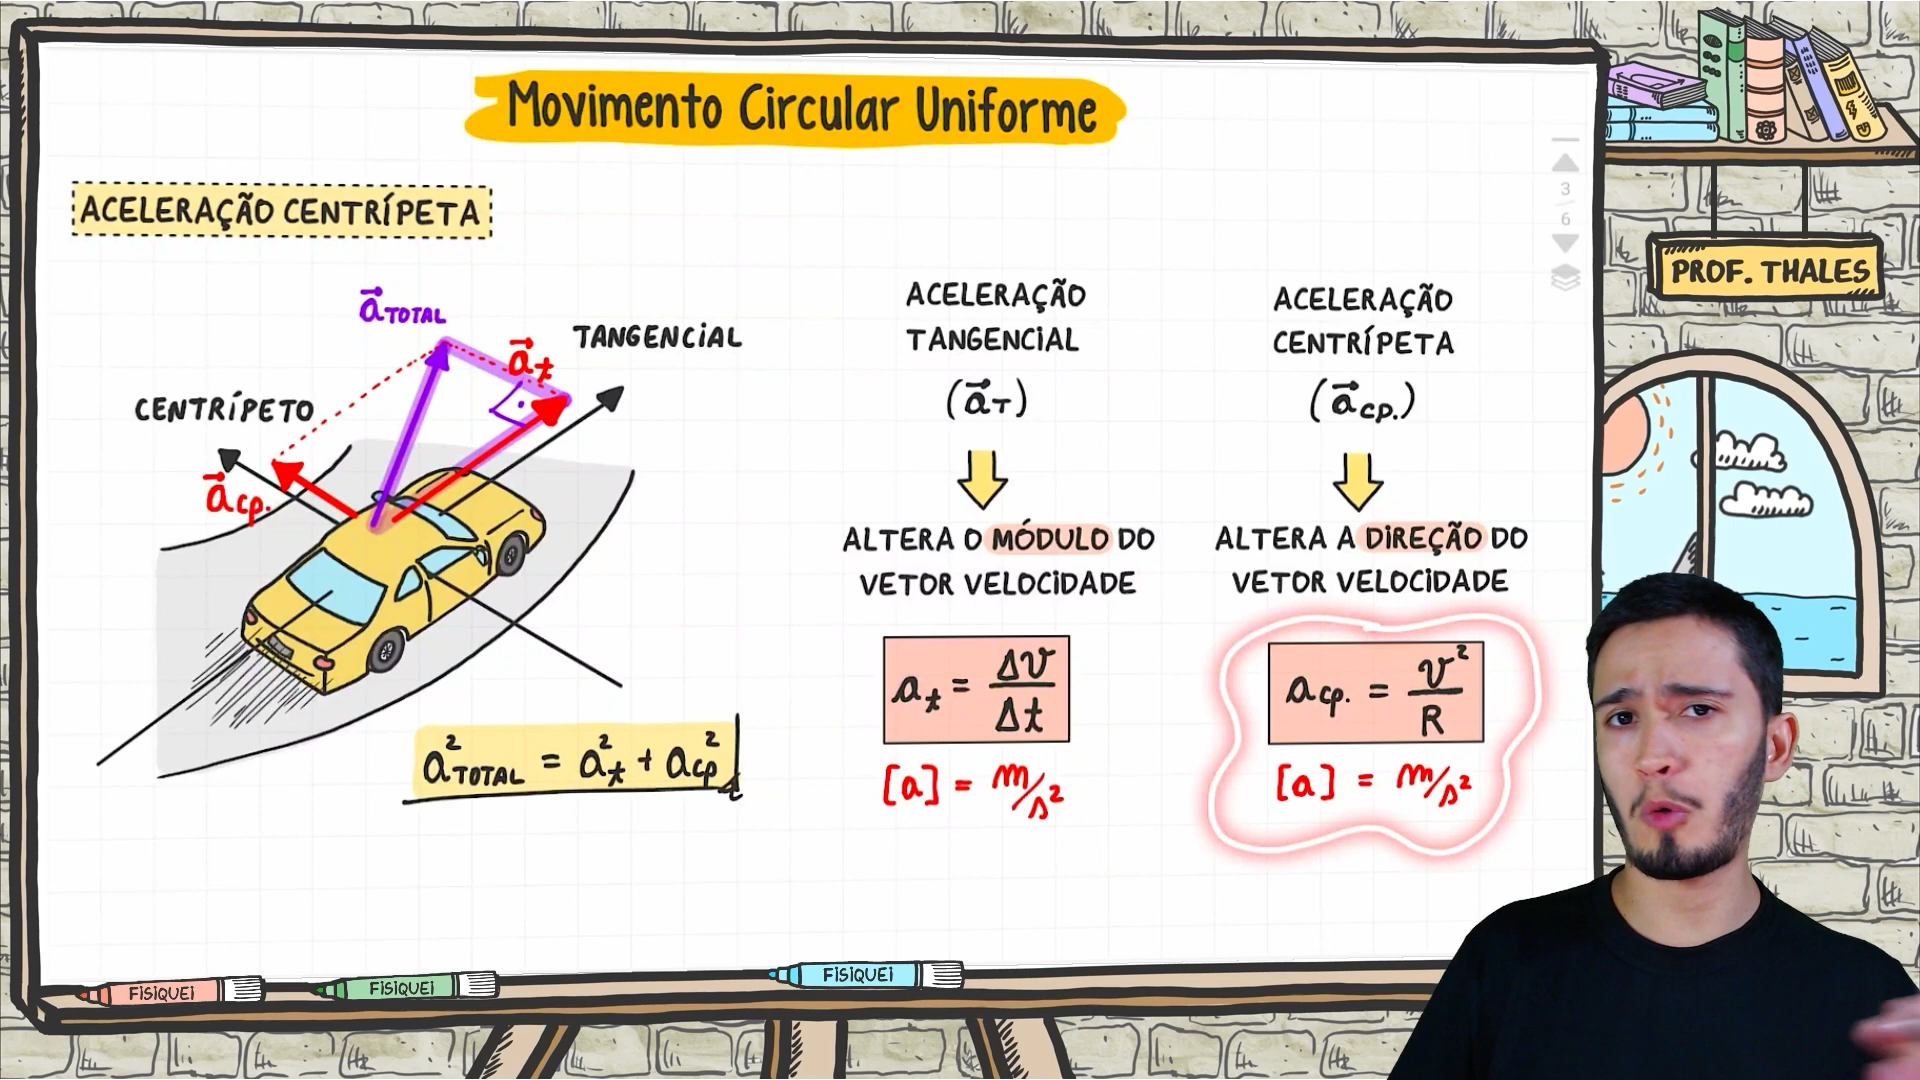 Movimento Circular Uniforme
ACELERAÇÃO CENTRÍPETA
a⃗TOTAL
a⃗t
TANGENCIAL
CENTRÍPETO
a⃗cp.
a²TOTAL = a²t + acp²
ACELERAÇÃO
TANGENCIAL
(a⃗T)
ALTERA O MÓDULO DO
VETOR VELOCIDADE
at = Δv/Δt
[a] = m/s²
ACELERAÇÃO
CENTRÍPETA
(a⃗cp.)
ALTERA A DIREÇÃO DO
VETOR VELOCIDADE
acp. = v²/R
[a] = m/s²
3
6
PROF. THALES
FISIQUEI
FISIQUEI
FISIQUEI